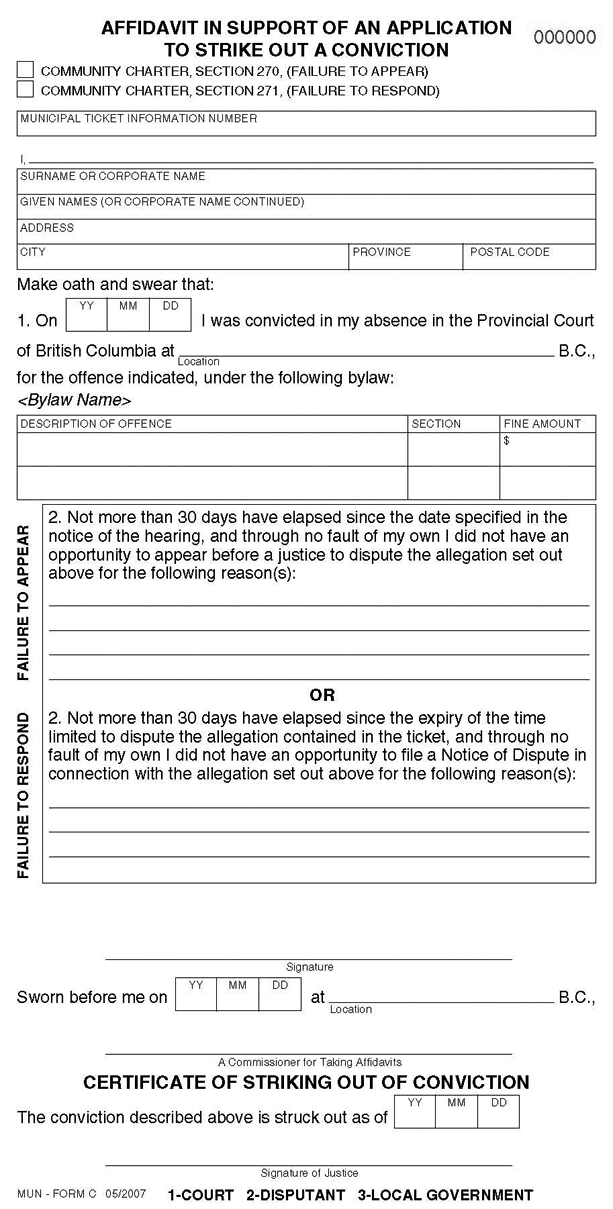 AFFIDAVIT IN SUPPORT OF AN APPLICATION
TO STRIKE OUT A CONVICTION
000000
COMMUNITY CHARTER, SECTION 270, (FAILURE TO APPEAR)
COMMUNITY CHARTER, SECTION 271, (FAILURE TO RESPOND)
MUNICIPAL TICKET INFORMATION NUMBER
I,
SURNAME OR CORPORATE NAME
GIVEN NAMES (OR CORPORATE NAME CONTINUED)
ADDRESS
CITY PROVINCE POSTAL CODE
Make oath and swear that:
YY MM DD
1. On I was convicted in my absence in the Provincial Court
of British Columbia at B.C.,
Location
for the offence indicated, under the following bylaw:
<Bylaw Name>
DESCRIPTION OF OFFENCE SECTION FINE AMOUNT
$
FAILURE TO APPEAR
2. Not more than 30 days have elapsed since the date specified in the
notice of the hearing, and through no fault of my own I did not have an
opportunity to appear before a justice to dispute the allegation set out
above for the following reason(s):
OR
FAILURE TO RESPOND
2. Not more than 30 days have elapsed since the expiry of the time
limited to dispute the allegation contained in the ticket, and through no
fault of my own I did not have an opportunity to file a Notice of Dispute in
connection with the allegation set out above for the following reason(s):
Signature
YY MM DD
Sworn before me on at B.C.,
Location
A Commissioner for Taking Affidavits
CERTIFICATE OF STRIKING OUT OF CONVICTION
YY MM DD
The conviction described above is struck out as of
Signature of Justice
MUN - FORM C 05/2007 1-COURT 2-DISPUTANT 3-LOCAL GOVERNMENT